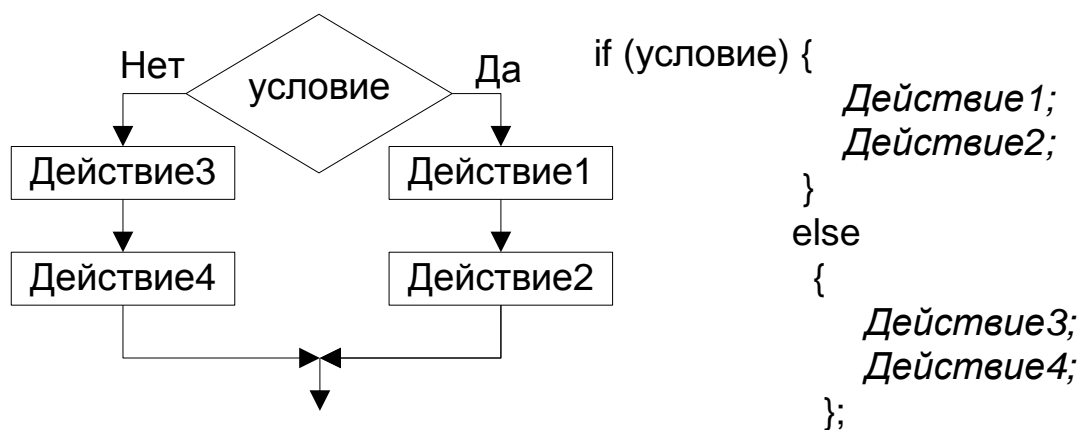 Нет
условие
Да
Действие3
Действие1
Действие4
Действие2
if (условие) {
Действие1;
Действие2;
}
else
{
Действие3;
Действие4;
};